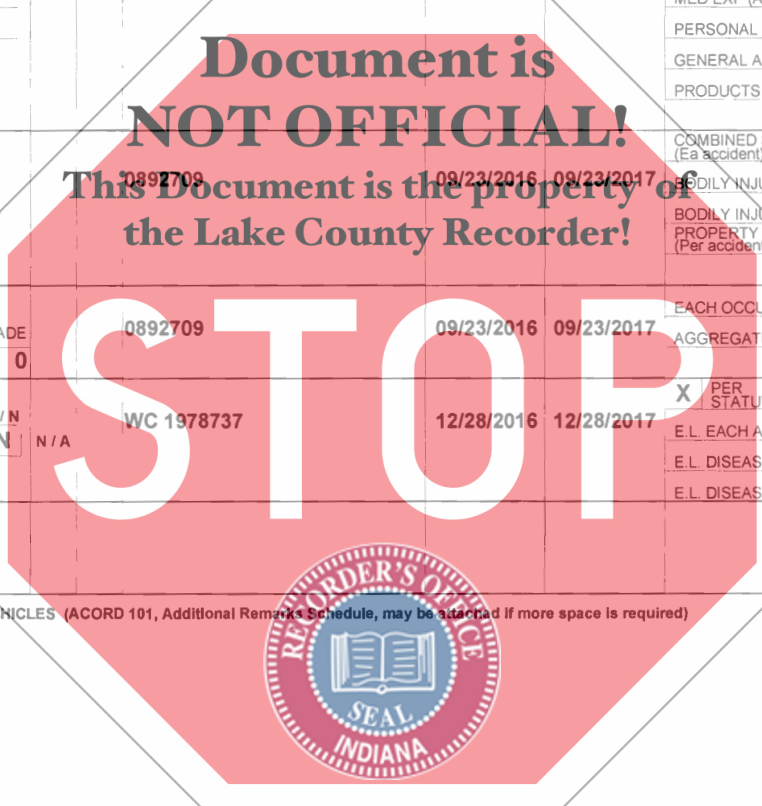 Document is
NOT OFFICIAL!
This Document is the property of
the Lake County Recorder!
STOP
PERSONAL
GENERAL A
PRODUCTS
COMBINED
(Ea accident)
0892709 09/23/2016 09/23/2017 BODILY INJU
BODILY INJU
PROPERTY
(Per accident
EACH OCCU
ADE 0892709 09/23/2016 09/23/2017 AGGREGAT
0
X PER
STATU
/ N WC 1978737 12/28/2016 12/28/2017
N N / A E.L. EACH A
E.L. DISEAS
E.L. DISEAS
HICLES (ACORD 101, Additional Remarks Schedule, may be attached if more space is required)
RECORDER'S OFFICE
SEAL
INDIANA